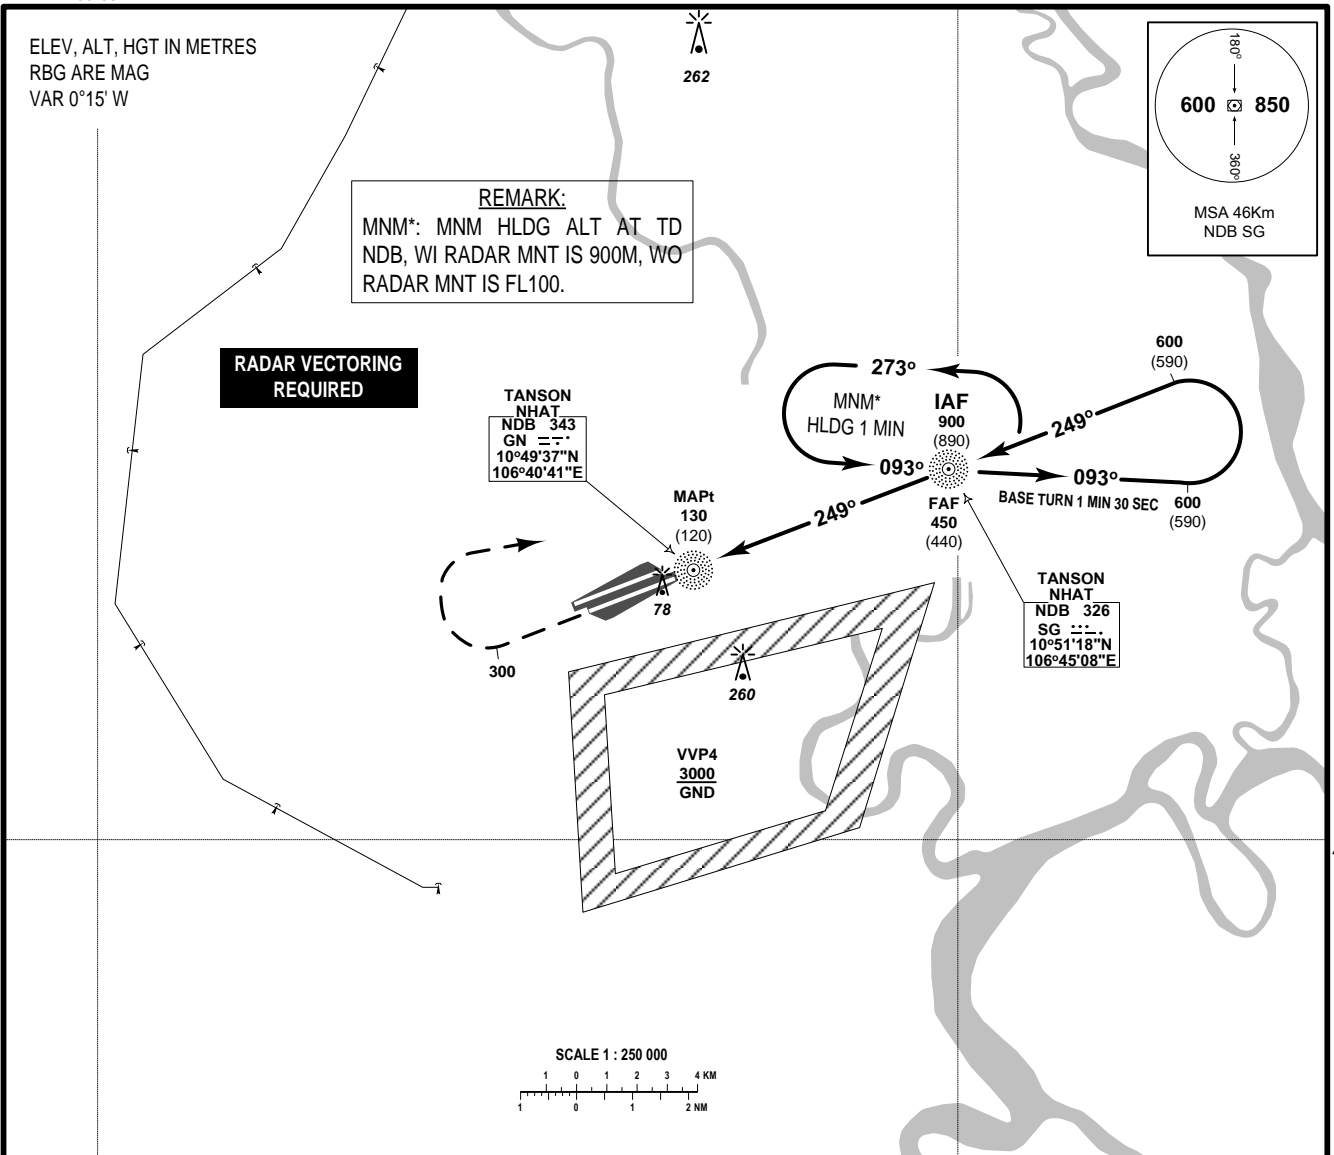 ELEV, ALT, HGT IN METRES
RBG ARE MAG
VAR 0°15' W
262
180°
600 850
360°
MSA 46Km
NDB SG
REMARK:
MNM*: MNM HLDG ALT AT TD
NDB, WI RADAR MNT IS 900M, WO
RADAR MNT IS FL100.
RADAR VECTORING
REQUIRED
TANSON
NHAT
NDB 343
GN
10°49'37"N
106°40'41"E
273°
MNM*
HLDG 1 MIN
093°
IAF
900
(890)
600
(590)
249°
093°
BASE TURN 1 MIN 30 SEC
600
(590)
FAF
450
(440)
249°
MAPt
130
(120)
78
300
TANSON
NHAT
NDB 326
SG
10°51'18"N
106°45'08"E
260
VVP4
3000
GND
SCALE 1 : 250 000
1 0 1 2 3 4 KM
1 0 1 2 NM